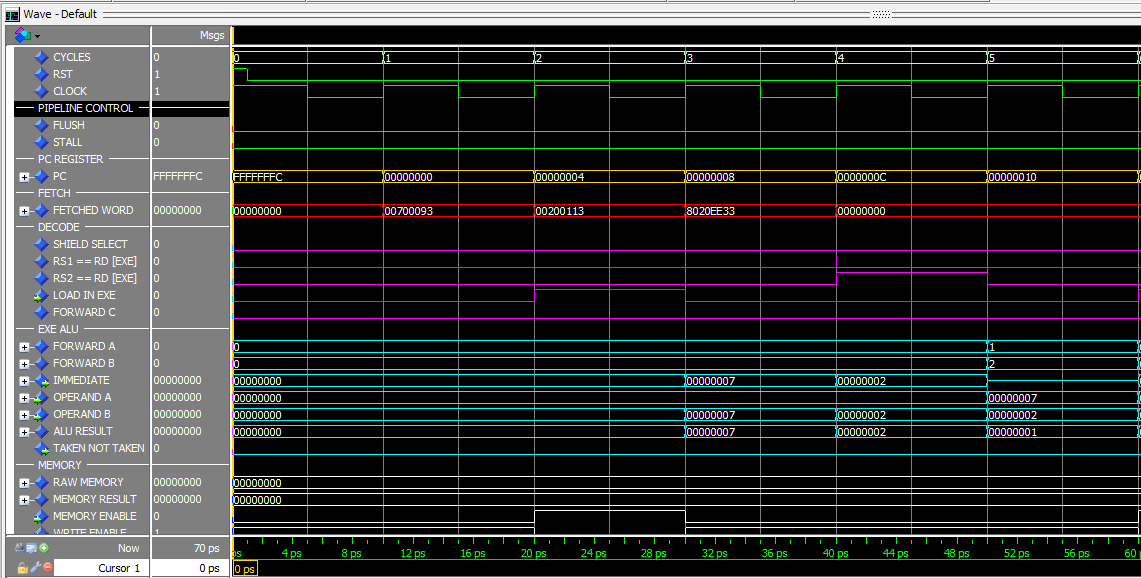 Wave - Default
Msgs
CYCLES 0 0 1 2 3 4 5
RST 1
CLOCK 1
PIPELINE CONTROL
FLUSH 0
STALL 0
PC REGISTER
PC FFFFFFFC FFFFFFFC 00000000 00000004 00000008 0000000C 00000010
FETCH
FETCHED WORD 00000000 00000000 00700093 00200113 8020EE33 00000000
DECODE
SHIELD SELECT 0
RS1 == RD [EXE] 0
RS2 == RD [EXE] 0
LOAD IN EXE 0
FORWARD C 0
EXE ALU
FORWARD A 0 0 1
FORWARD B 0 0 2
IMMEDIATE 00000000 00000000 00000007 00000002
OPERAND A 00000000 00000000 00000007
OPERAND B 00000000 00000000 00000007 00000002 00000002
ALU RESULT 00000000 00000000 00000007 00000002 00000001
TAKEN NOT TAKEN 0
MEMORY
RAW MEMORY 00000000 00000000
MEMORY RESULT 00000000 00000000
MEMORY ENABLE 0
WRITE ENABLE 1
Now 70 ps ps 4 ps 8 ps 12 ps 16 ps 20 ps 24 ps 28 ps 32 ps 36 ps 40 ps 44 ps 48 ps 52 ps 56 ps 60
Cursor 1 0 ps 0 ps